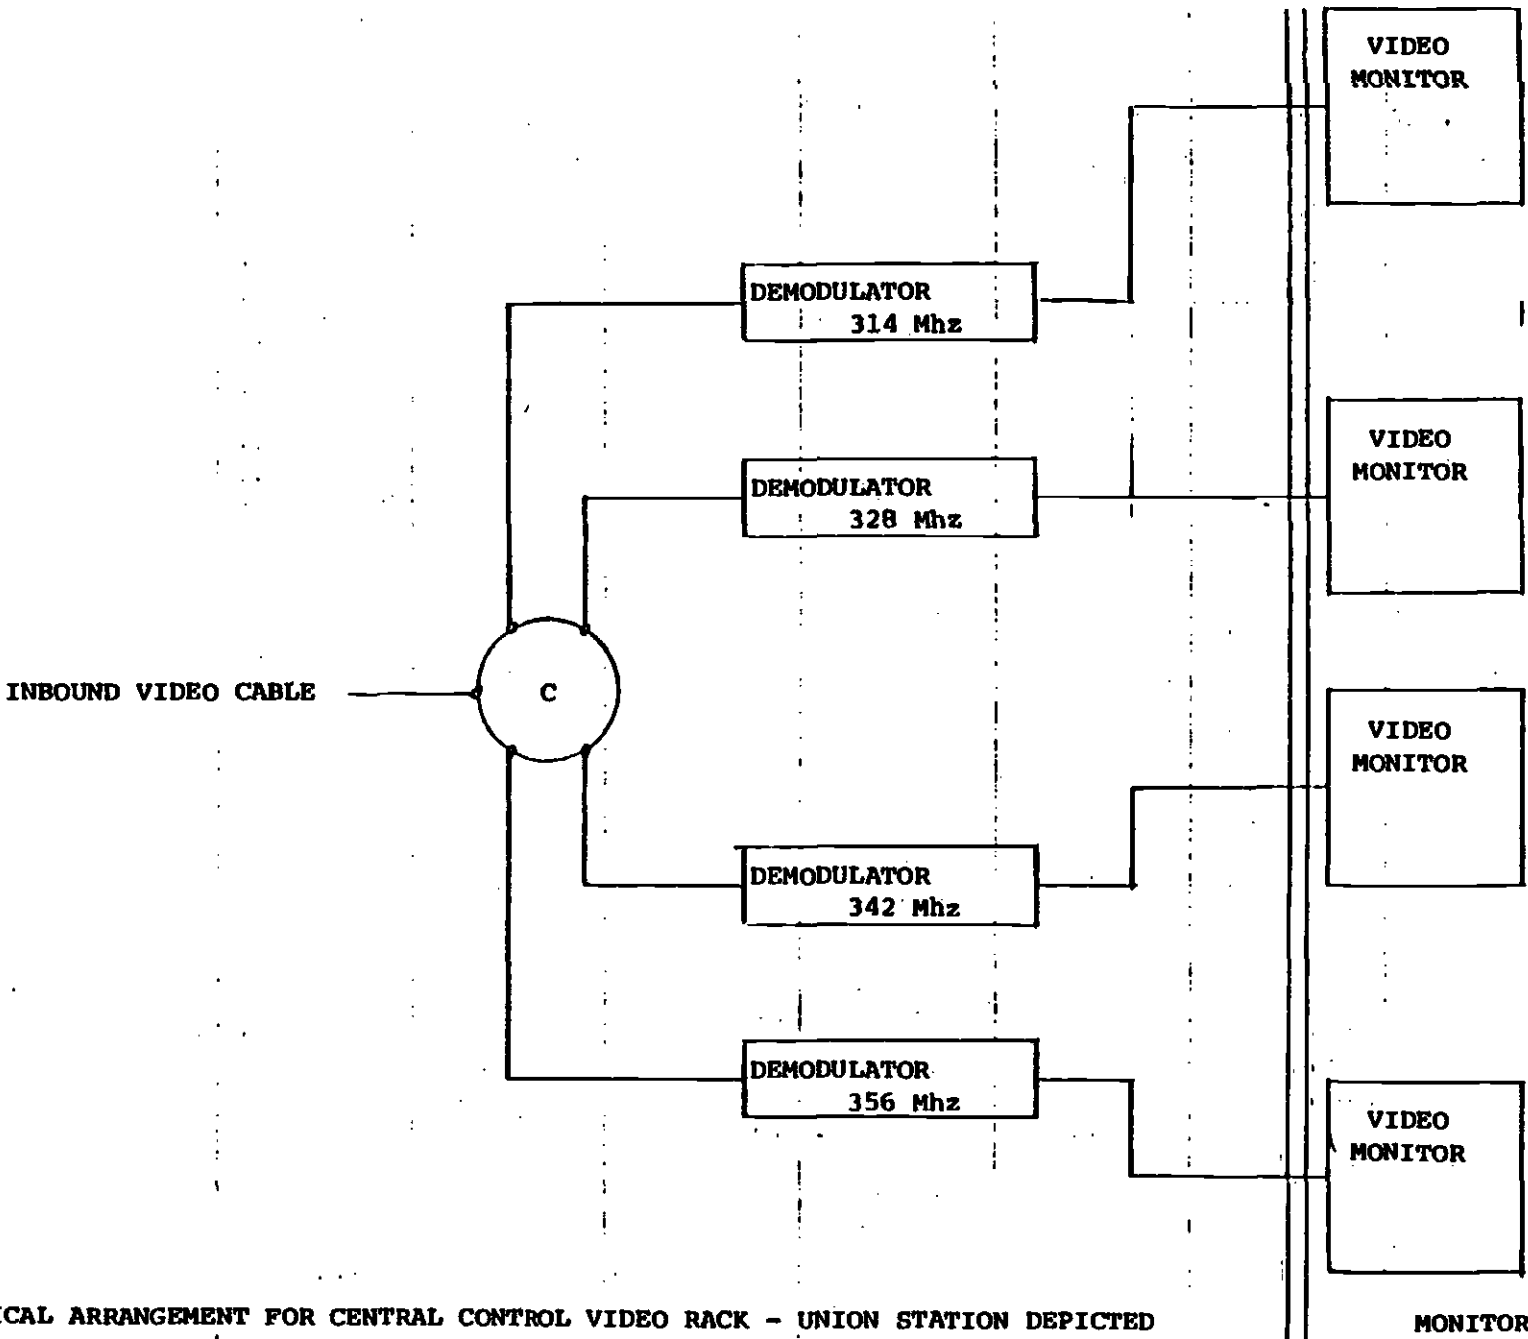 VIDEO
MONITOR
DEMODULATOR
314 Mhz
VIDEO
MONITOR
DEMODULATOR
328 Mhz
INBOUND VIDEO CABLE
C
VIDEO
MONITOR
DEMODULATOR
342 Mhz
DEMODULATOR
356 Mhz
VIDEO
MONITOR
ICAL ARRANGEMENT FOR CENTRAL CONTROL VIDEO RACK - UNION STATION DEPICTED
MONITOR